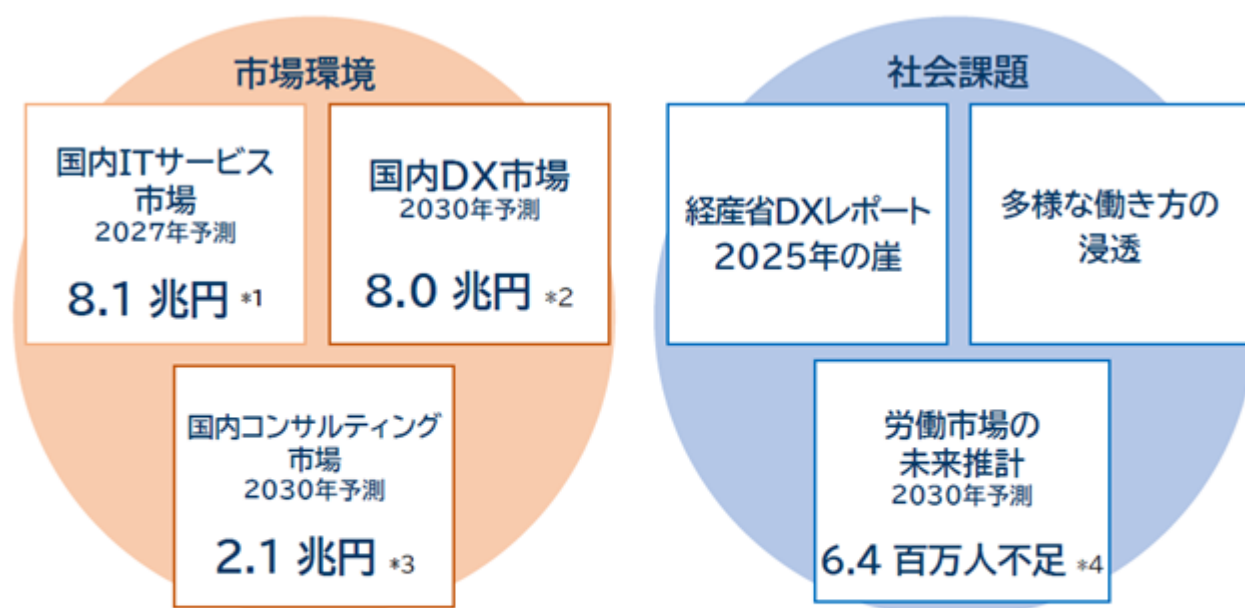 市場環境
国内ITサービス
市場
2027年予測
8.1 兆円 *1
国内DX市場
2030年予測
8.0 兆円 *2
国内コンサルティング
市場
2030年予測
2.1 兆円 *3
社会課題
経産省DXレポート
2025年の崖
多様な働き方の
浸透
労働市場の
未来推計
2030年予測
6.4 百万人不足 *4